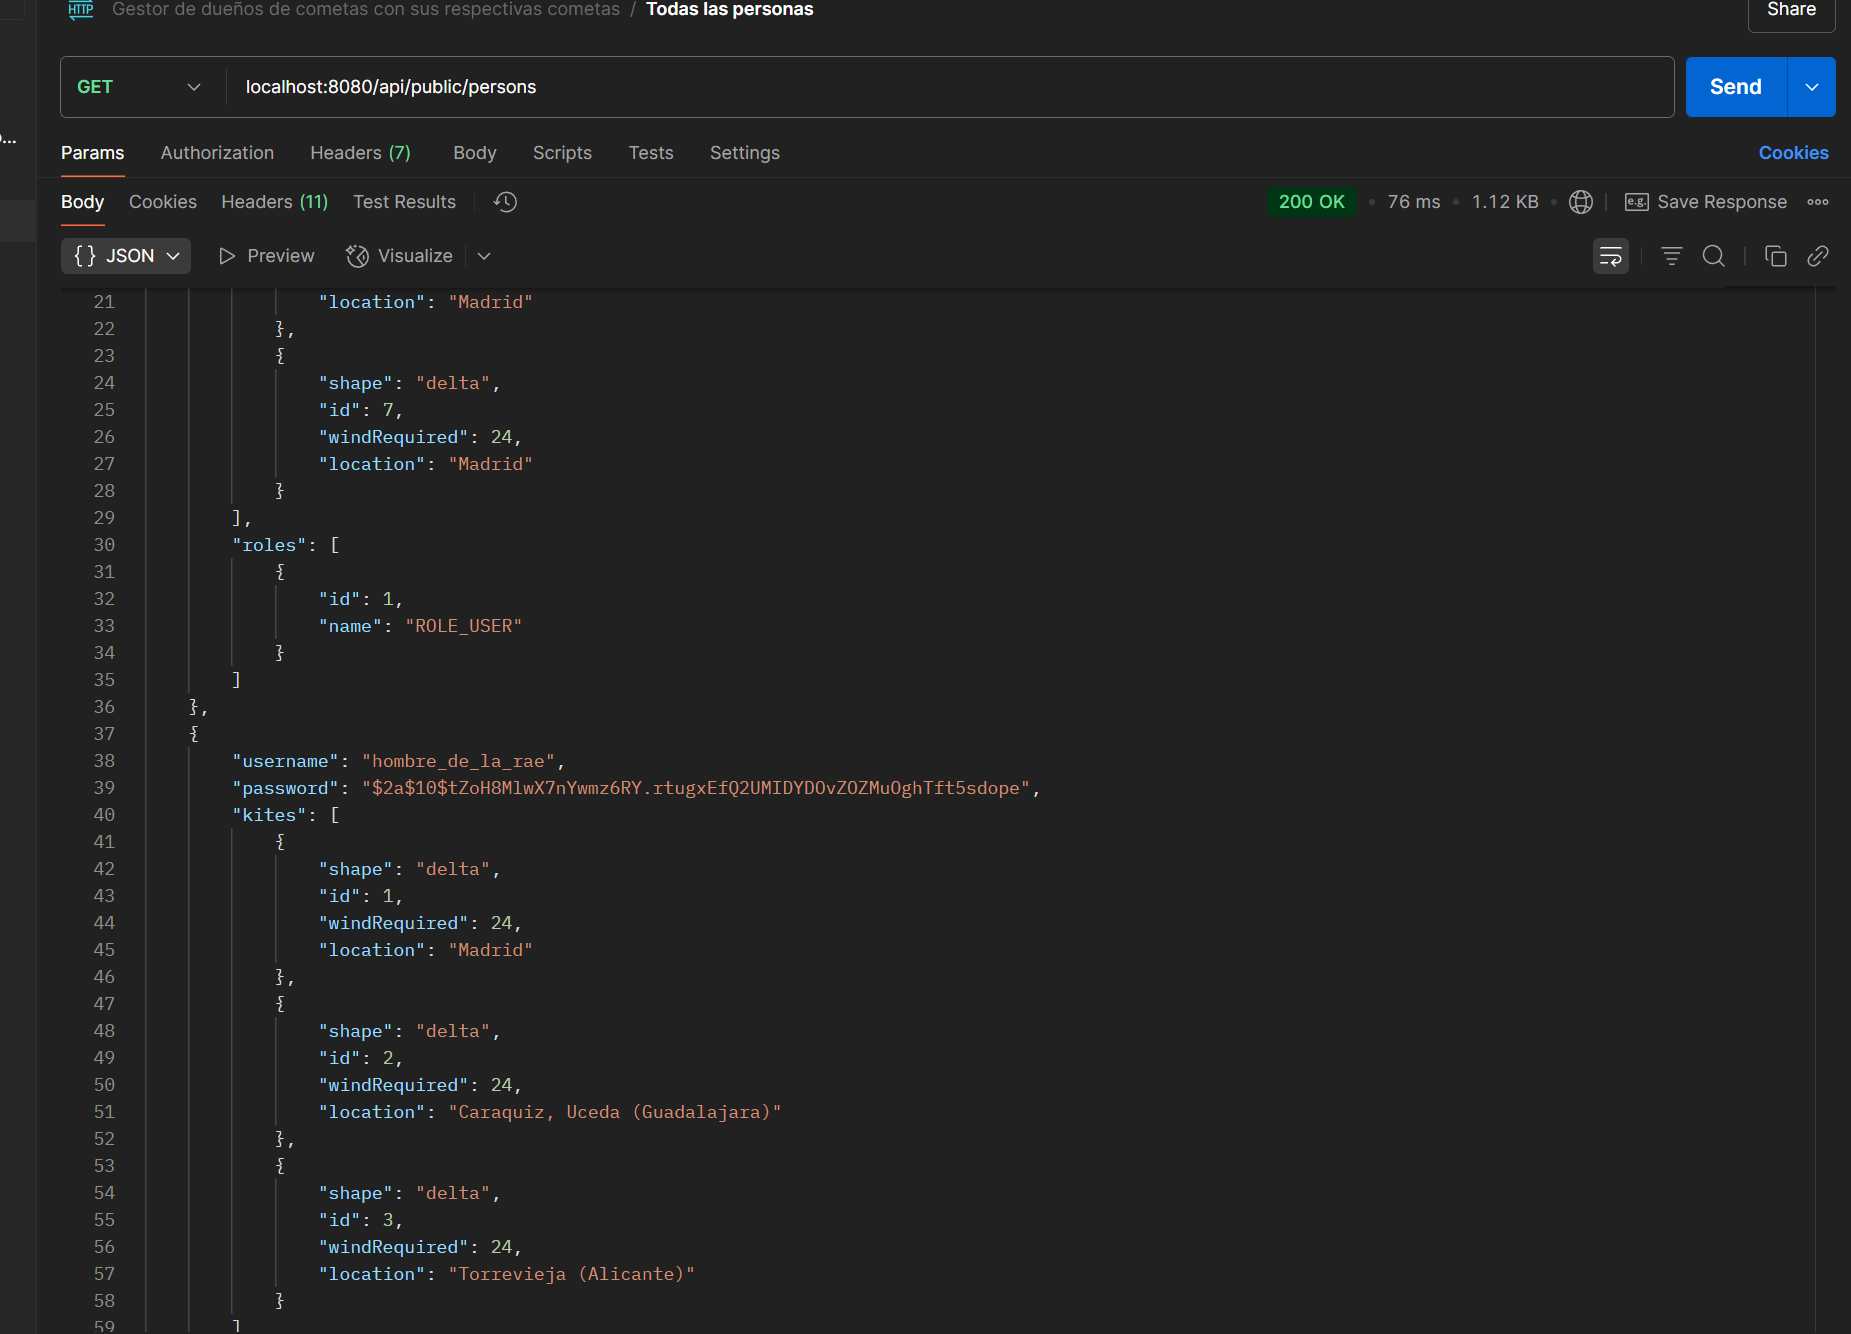 HTTP Gestor de dueños de cometas con sus respectivas cometas / Todas las personas Share
GET localhost:8080/api/public/persons Send
o...
Params Authorization Headers (7) Body Scripts Tests Settings Cookies
Body Cookies Headers (11) Test Results 200 OK • 76 ms • 1.12 KB • e.g. Save Response
{} JSON Preview Visualize
21 "location": "Madrid"
22 },
23 {
24 "shape": "delta",
25 "id": 7,
26 "windRequired": 24,
27 "location": "Madrid"
28 }
29 ],
30 "roles": [
31 {
32 "id": 1,
33 "name": "ROLE_USER"
34 }
35 ]
36 },
37 {
38 "username": "hombre_de_la_rae",
39 "password": "$2a$10$tZoH8MlwX7nYwmz6RY.rtugxEfQ2UMIDYDOvZOZMuOghTft5sdope",
40 "kites": [
41 {
42 "shape": "delta",
43 "id": 1,
44 "windRequired": 24,
45 "location": "Madrid"
46 },
47 {
48 "shape": "delta",
49 "id": 2,
50 "windRequired": 24,
51 "location": "Caraquiz, Uceda (Guadalajara)"
52 },
53 {
54 "shape": "delta",
55 "id": 3,
56 "windRequired": 24,
57 "location": "Torrevieja (Alicante)"
58 }
59 ]